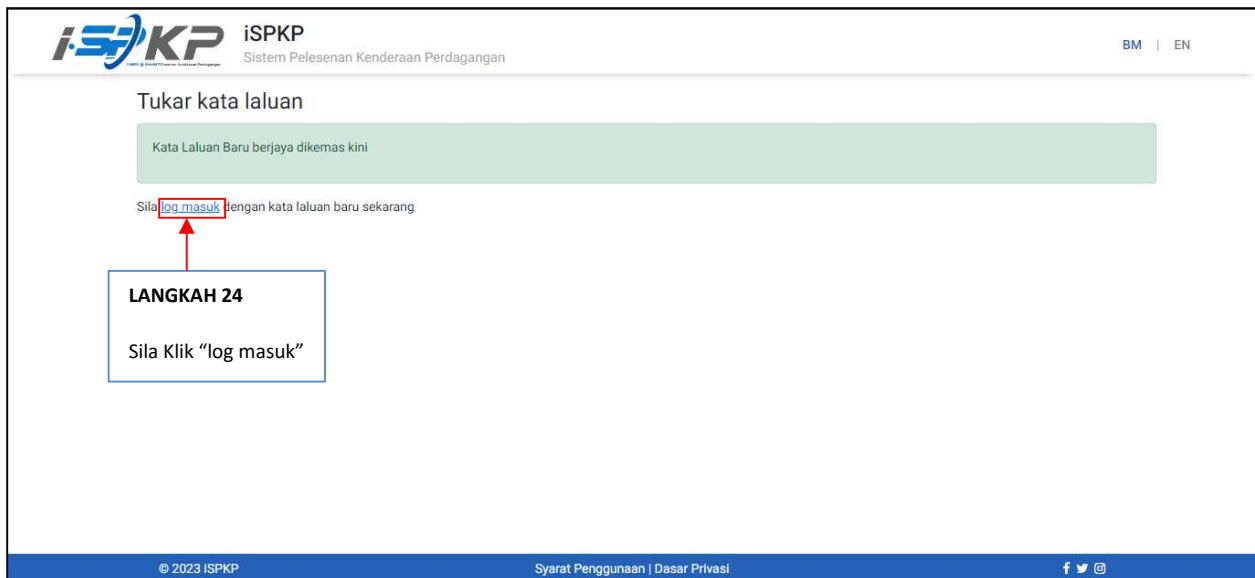 i-SPKP
iSPKP
Sistem Pelesenan Kenderaan Perdagangan
BM | EN
Tukar kata laluan
Kata Laluan Baru berjaya dikemas kini
Sila log masuk dengan kata laluan baru sekarang
LANGKAH 24
Sila Klik “log masuk”
© 2023 iSPKP
Syarat Penggunaan | Dasar Privasi